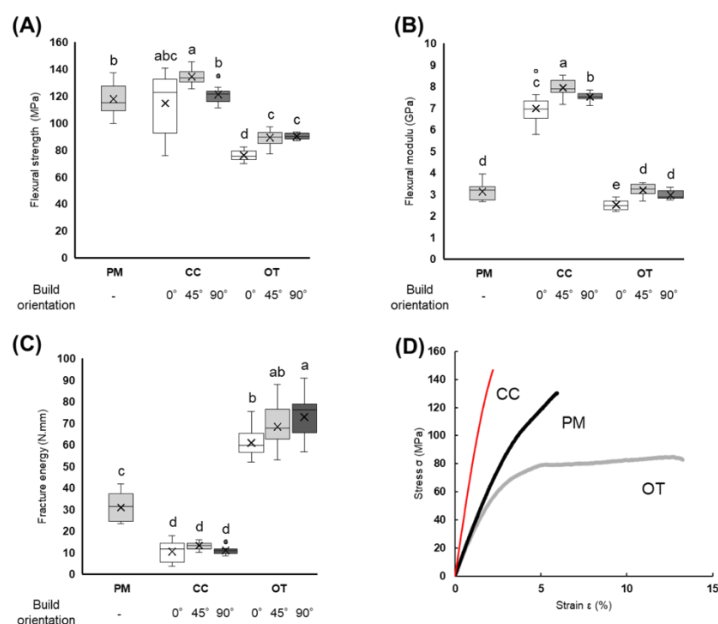 (A)
Flexural strength (MPa)
160
140
120
100
80
60
40
20
0
b
abc
a
b
d
c
c
PM
CC
OT
Build orientation
-
0° 45° 90°
0° 45° 90°
(B)
Flexural modulu (GPa)
10
9
8
7
6
5
4
3
2
1
0
d
c
a
b
e
d
d
PM
CC
OT
Build orientation
-
0° 45° 90°
0° 45° 90°
(C)
Fracture energy (N.mm)
100
90
80
70
60
50
40
30
20
10
0
c
d
d
d
b
ab
a
PM
CC
OT
Build orientation
-
0° 45° 90°
0° 45° 90°
(D)
Stress σ (MPa)
160
140
120
100
80
60
40
20
0
CC
PM
OT
0
5
10
15
Strain ε (%)